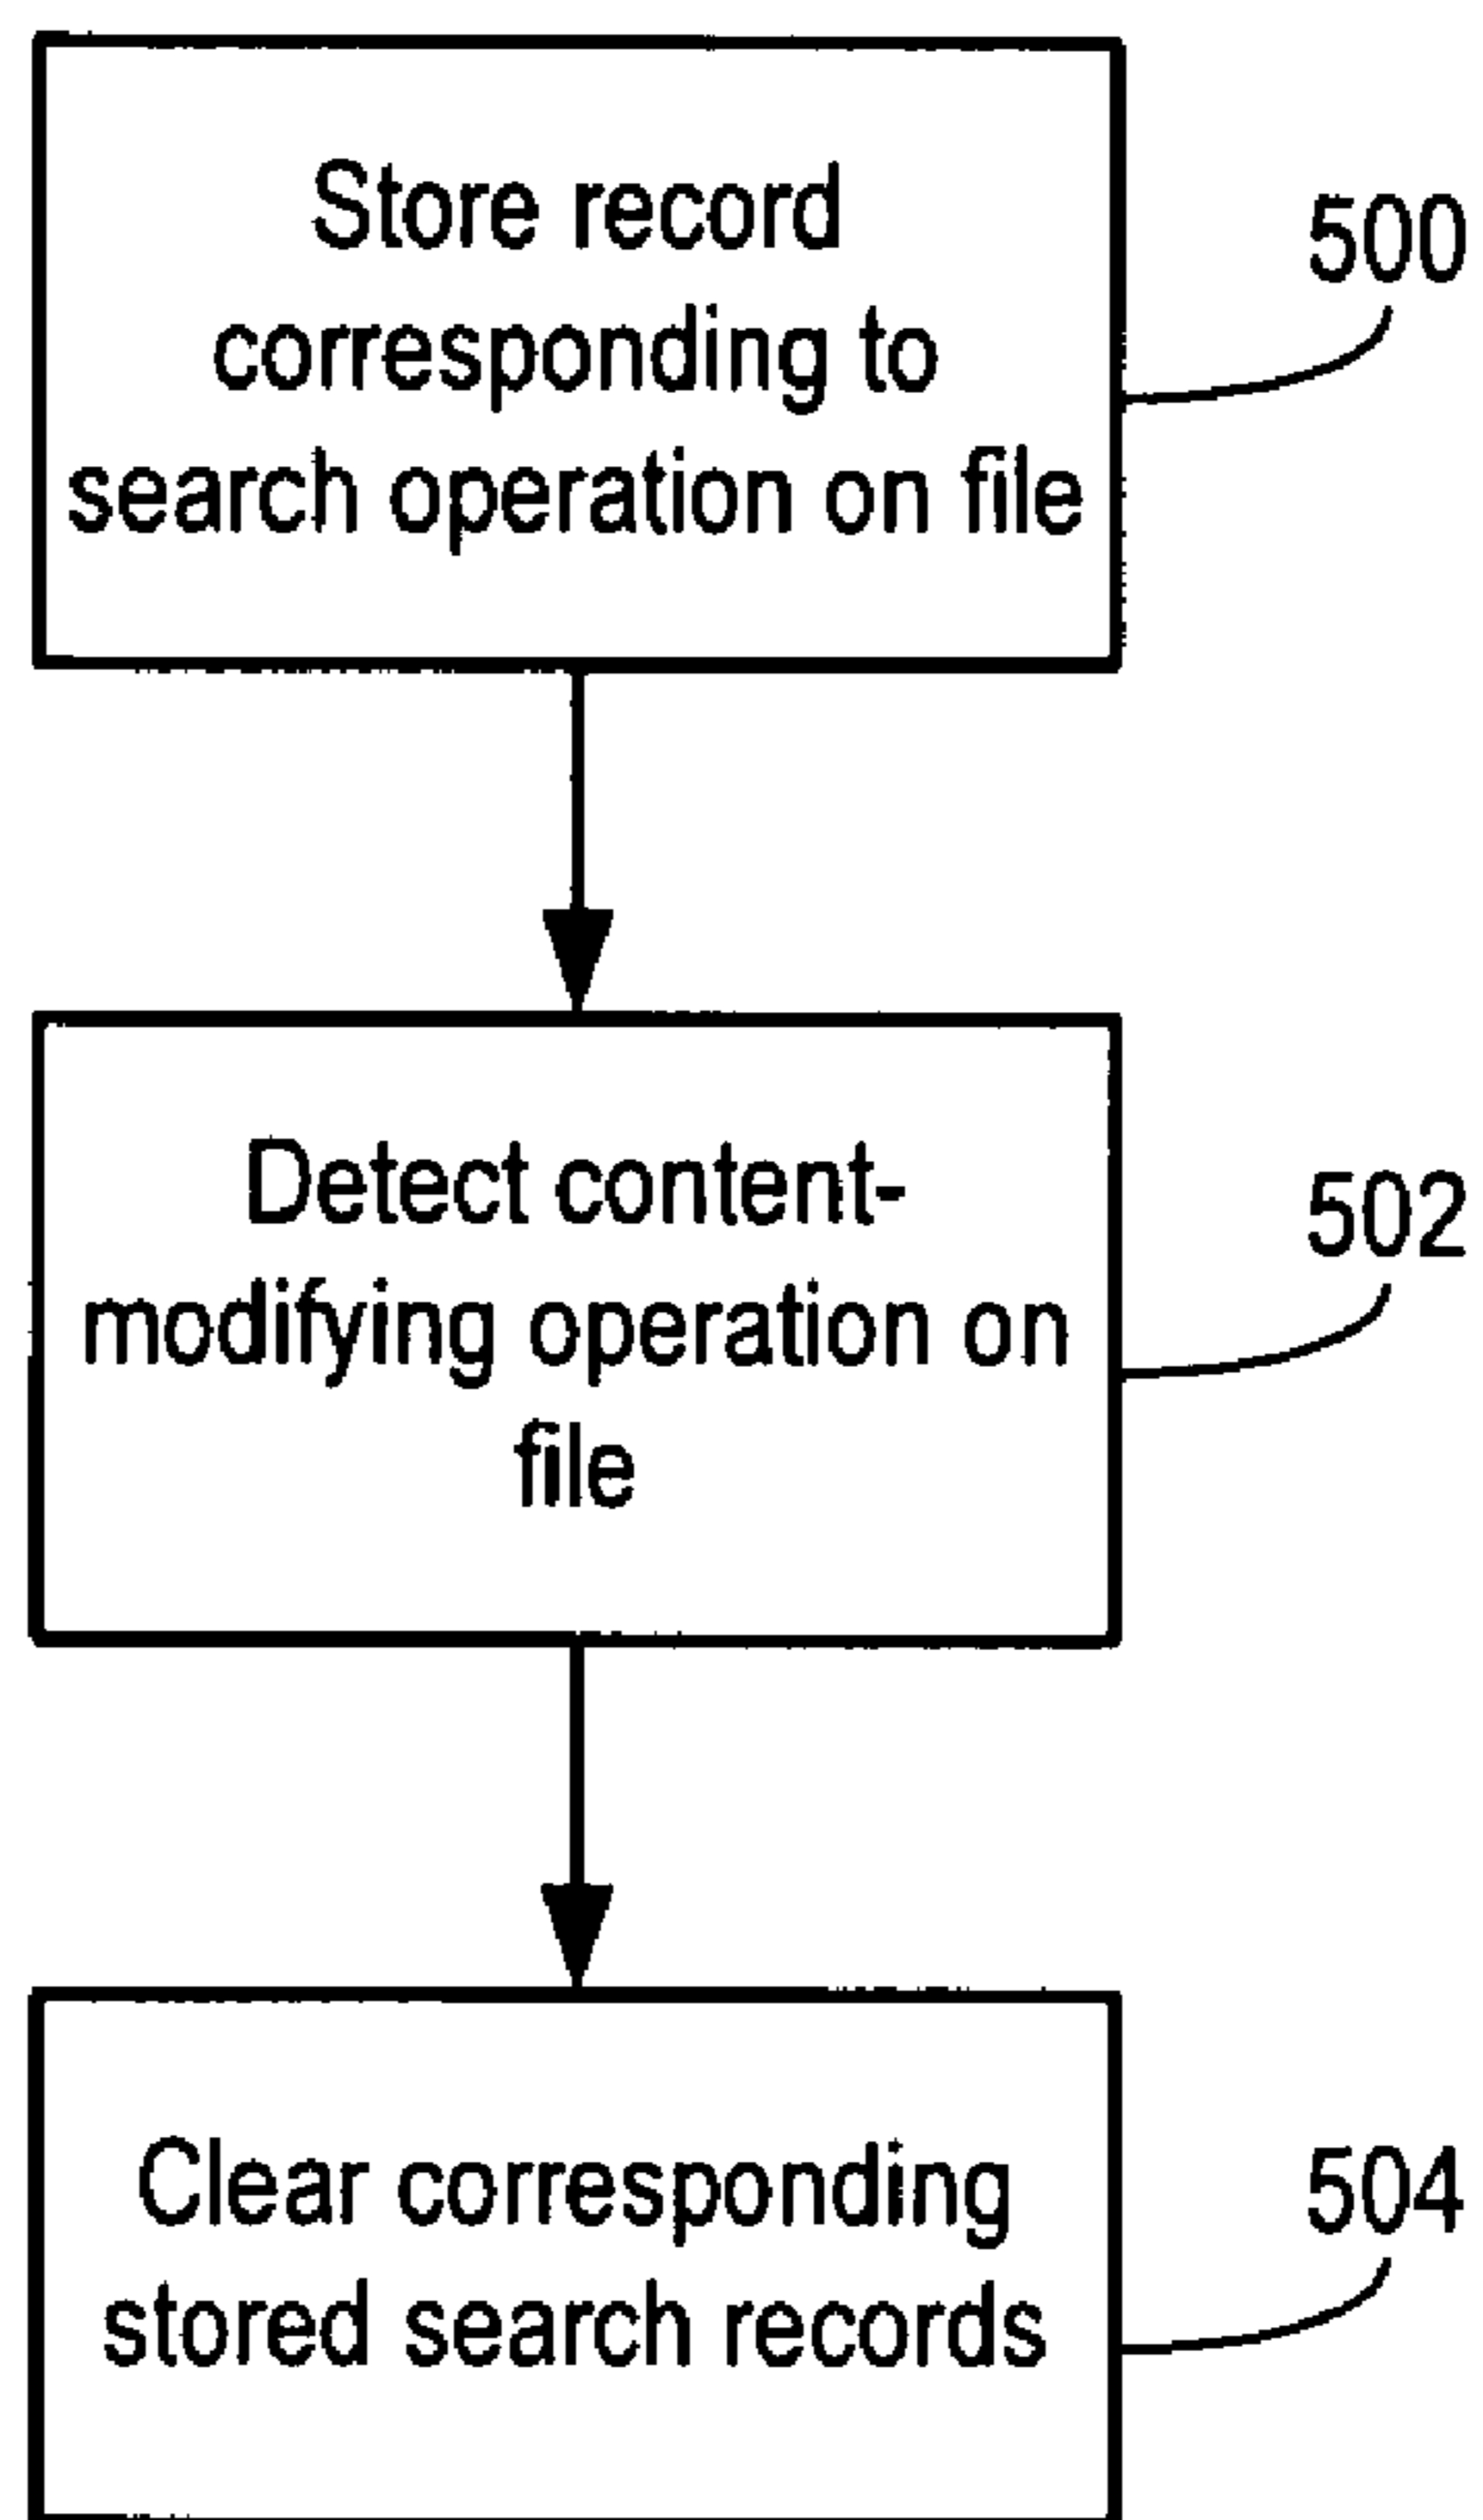 Store record
corresponding to
search operation on file
500
Detect content-
modifying operation on
file
502
Clear corresponding
stored search records
504